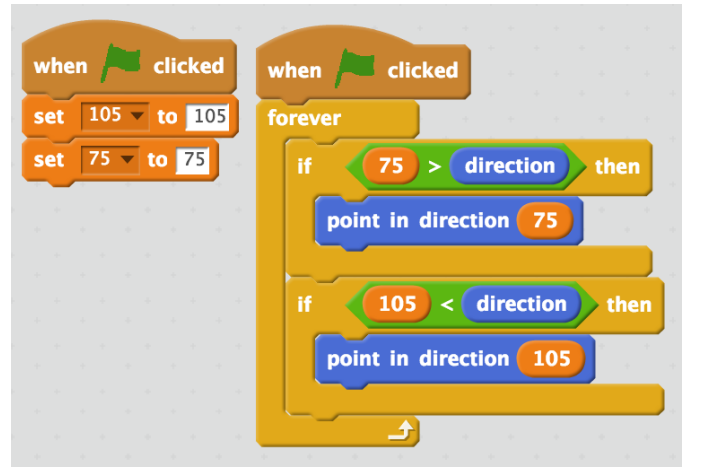 when clicked
set 105 to 105
set 75 to 75
when clicked
forever
if 75 > direction then
point in direction 75
if 105 < direction then
point in direction 105